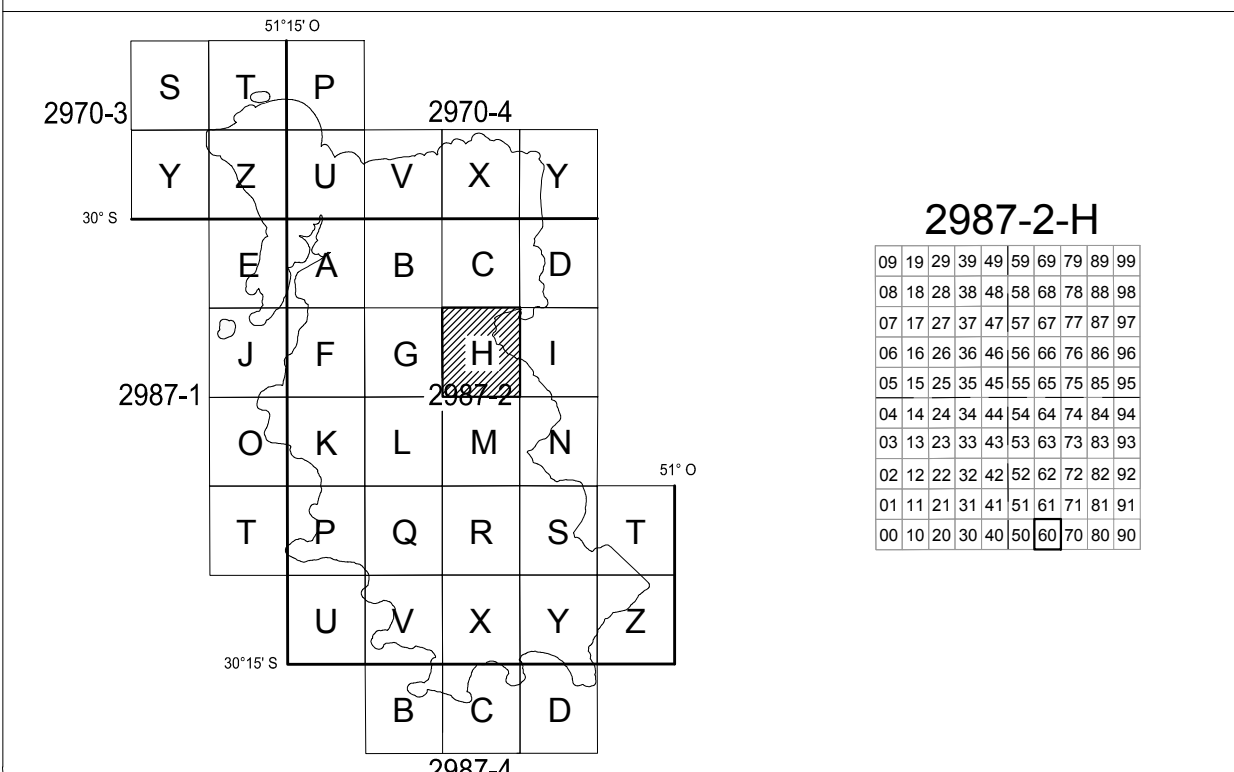 51°15' O
S T P
2970-3
2970-4
Y Z U V X Y
30° S
E A B C D
J F G H I
2987-1
2987-2
O K L M N
51° O
T P Q R S T
U V X Y Z
30°15' S
B C D
2987-4
2987-2-H
09 19 29 39 49 59 69 79 89 99
08 18 28 38 48 58 68 78 88 98
07 17 27 37 47 57 67 77 87 97
06 16 26 36 46 56 66 76 86 96
05 15 25 35 45 55 65 75 85 95
04 14 24 34 44 54 64 74 84 94
03 13 23 33 43 53 63 73 83 93
02 12 22 32 42 52 62 72 82 92
01 11 21 31 41 51 61 71 81 91
00 10 20 30 40 50 60 70 80 90